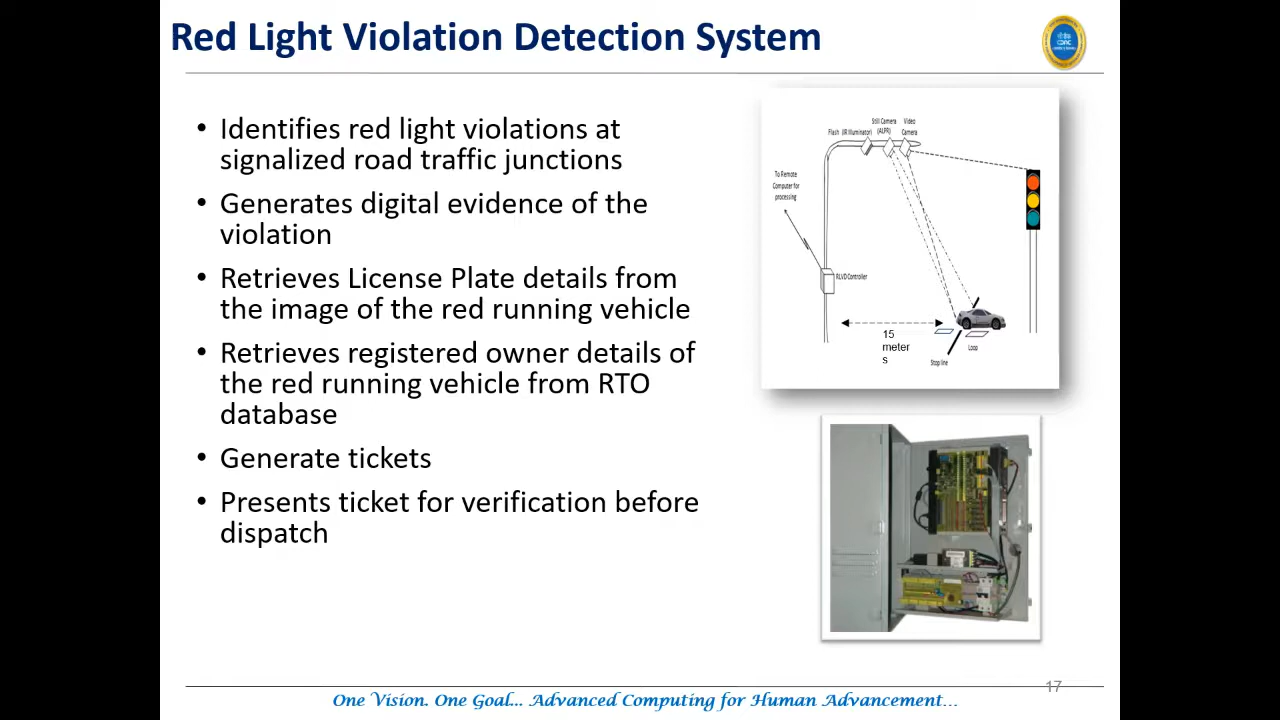 Red Light Violation Detection System
• Identifies red light violations at
signalized road traffic junctions
• Generates digital evidence of the
violation
• Retrieves License Plate details from
the image of the red running vehicle
• Retrieves registered owner details of
the red running vehicle from RTO
database
• Generate tickets
• Presents ticket for verification before
dispatch
Flash (IR Illuminator)
Still Camera
(ALPR)
Video
Camera
To Remote
Computer for
processing
RLVD Controller
15
meter
s
Loop
Stop line
17
One Vision. One Goal... Advanced Computing for Human Advancement...